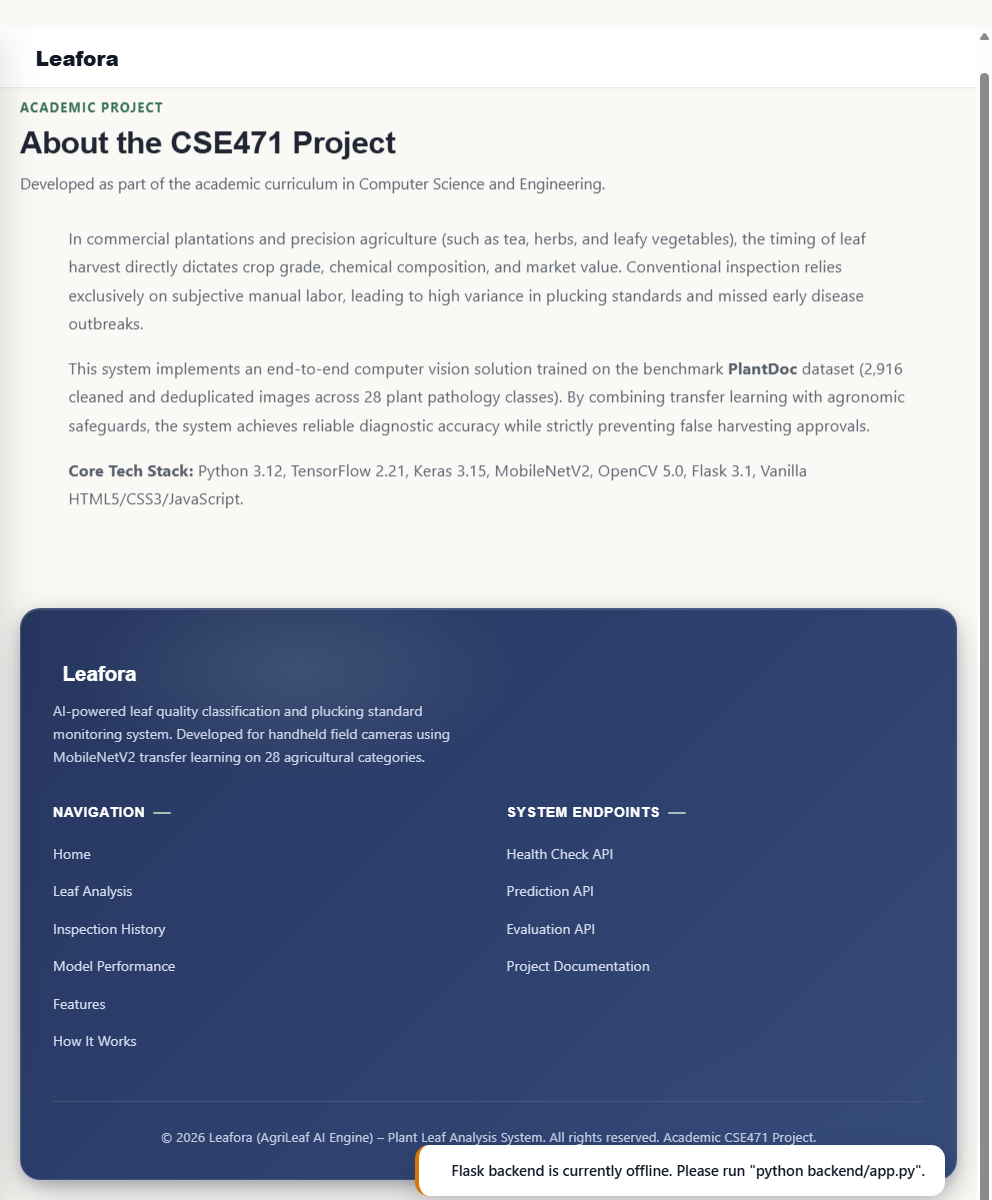 Leafora
ACADEMIC PROJECT
About the CSE471 Project
Developed as part of the academic curriculum in Computer Science and Engineering.
In commercial plantations and precision agriculture (such as tea, herbs, and leafy vegetables), the timing of leaf
harvest directly dictates crop grade, chemical composition, and market value. Conventional inspection relies
exclusively on subjective manual labor, leading to high variance in plucking standards and missed early disease
outbreaks.
This system implements an end-to-end computer vision solution trained on the benchmark PlantDoc dataset (2,916
cleaned and deduplicated images across 28 plant pathology classes). By combining transfer learning with agronomic
safeguards, the system achieves reliable diagnostic accuracy while strictly preventing false harvesting approvals.
Core Tech Stack: Python 3.12, TensorFlow 2.21, Keras 3.15, MobileNetV2, OpenCV 5.0, Flask 3.1, Vanilla
HTML5/CSS3/JavaScript.
Leafora
AI-powered leaf quality classification and plucking standard
monitoring system. Developed for handheld field cameras using
MobileNetV2 transfer learning on 28 agricultural categories.
NAVIGATION
Home
Leaf Analysis
Inspection History
Model Performance
Features
How It Works
SYSTEM ENDPOINTS
Health Check API
Prediction API
Evaluation API
Project Documentation
© 2026 Leafora (AgriLeaf AI Engine) – Plant Leaf Analysis System. All rights reserved. Academic CSE471 Project.
Flask backend is currently offline. Please run "python backend/app.py".